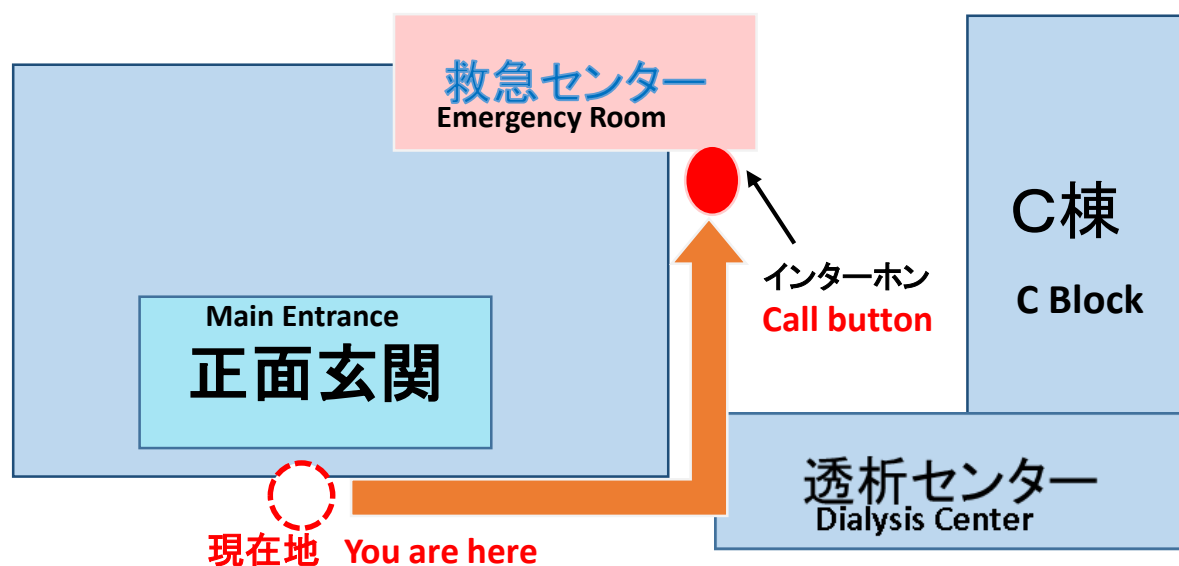 救急センター
Emergency Room
C棟
C Block
インターホン
Call button
Main Entrance
正面玄関
透析センター
Dialysis Center
現在地 You are here